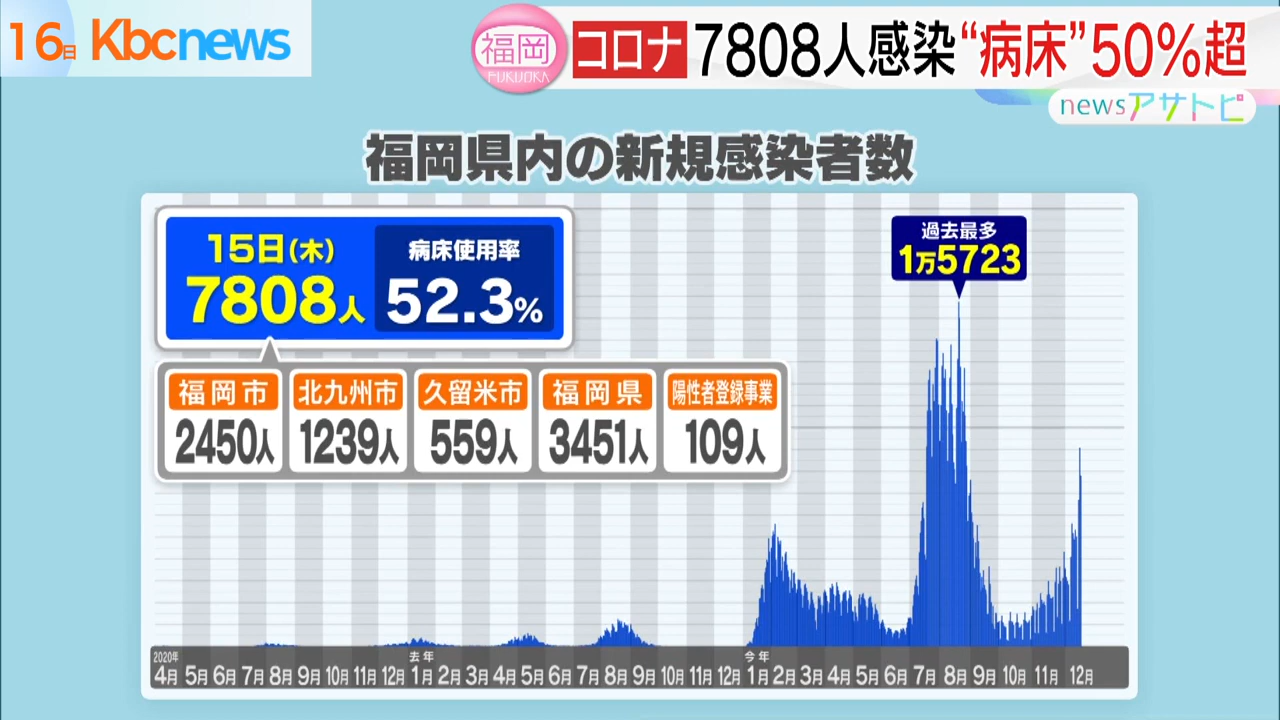 16日 Kbcnews
福岡
FUKUOKA
コロナ 7808人感染“病床”50%超
newsアサトピ
福岡県内の新規感染者数
15日(木)
7808人
病床使用率
52.3%
過去最多
1万5723
福岡市 北九州市 久留米市 福岡県 陽性者登録事業
2450人 1239人 559人 3451人 109人
2020年 去年 今年
4月 5月 6月 7月 8月 9月 10月 11月 12月 1月 2月 3月 4月 5月 6月 7月 8月 9月 10月 11月 12月 1月 2月 3月 4月 5月 6月 7月 8月 9月 10月 11月 12月